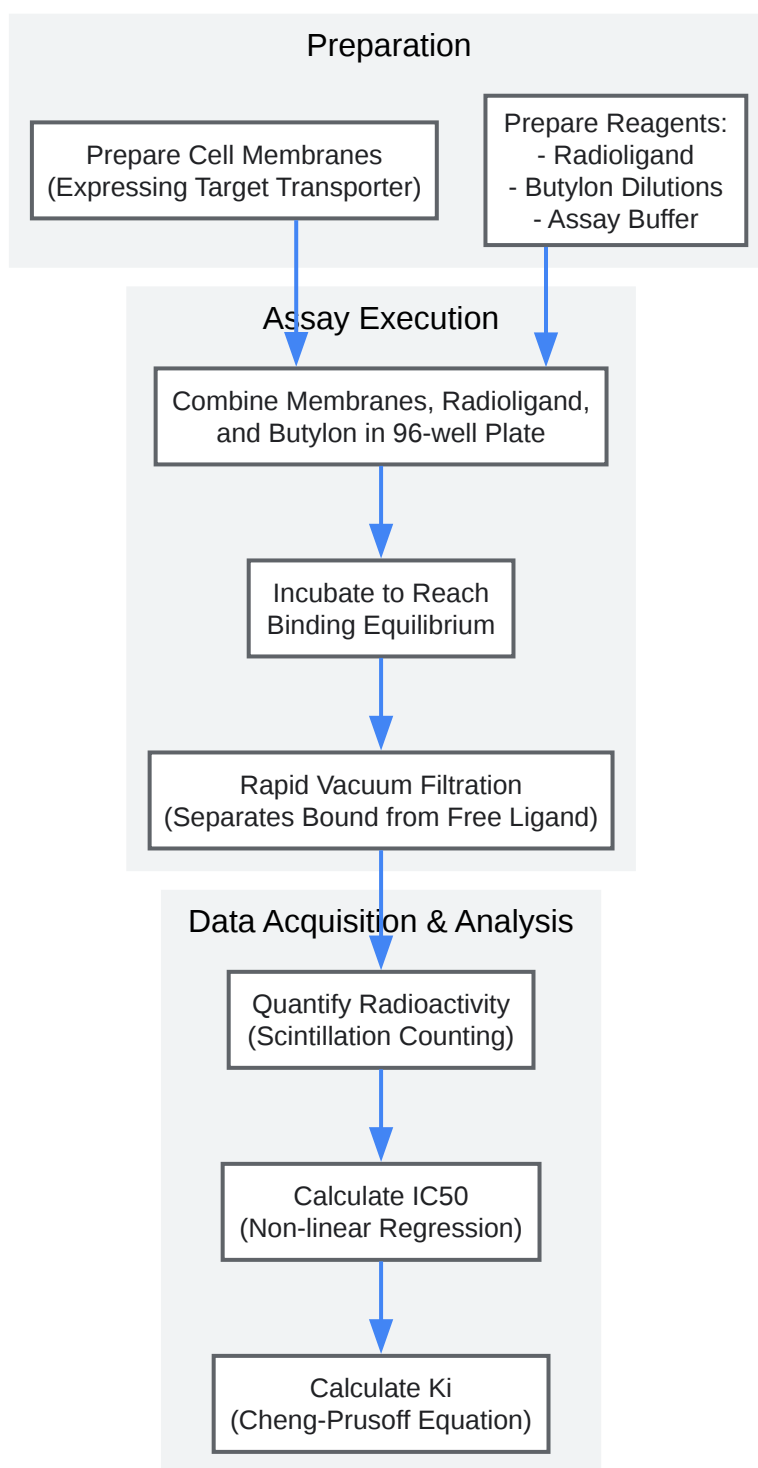 Preparation
Prepare Cell Membranes
(Expressing Target Transporter)
Prepare Reagents:
- Radioligand
- Butylon Dilutions
- Assay Buffer
Assay Execution
Combine Membranes, Radioligand,
and Butylon in 96-well Plate
Incubate to Reach
Binding Equilibrium
Rapid Vacuum Filtration
(Separates Bound from Free Ligand)
Data Acquisition & Analysis
Quantify Radioactivity
(Scintillation Counting)
Calculate IC50
(Non-linear Regression)
Calculate Ki
(Cheng-Prusoff Equation)